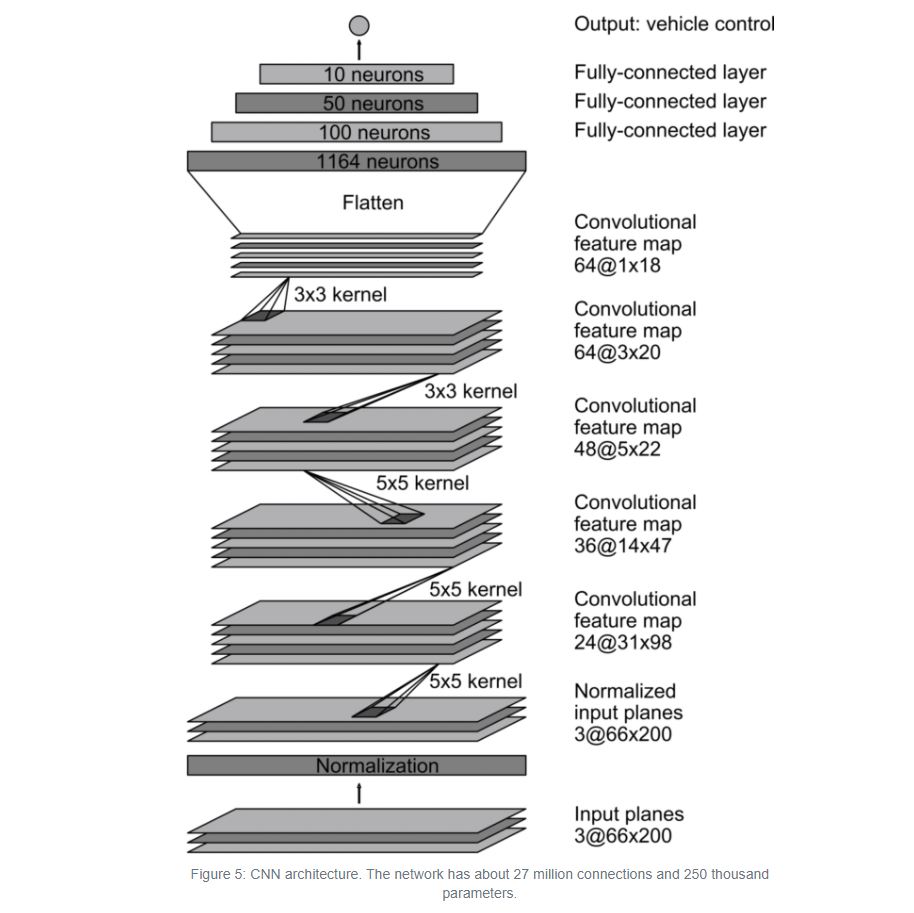 Output: vehicle control
10 neurons
Fully-connected layer
50 neurons
Fully-connected layer
100 neurons
Fully-connected layer
1164 neurons
Flatten
Convolutional
feature map
64@1x18
3x3 kernel
Convolutional
feature map
64@3x20
3x3 kernel
Convolutional
feature map
48@5x22
5x5 kernel
Convolutional
feature map
36@14x47
5x5 kernel
Convolutional
feature map
24@31x98
5x5 kernel
Normalized
input planes
3@66x200
Normalization
Input planes
3@66x200
Figure 5: CNN architecture. The network has about 27 million connections and 250 thousand
parameters.